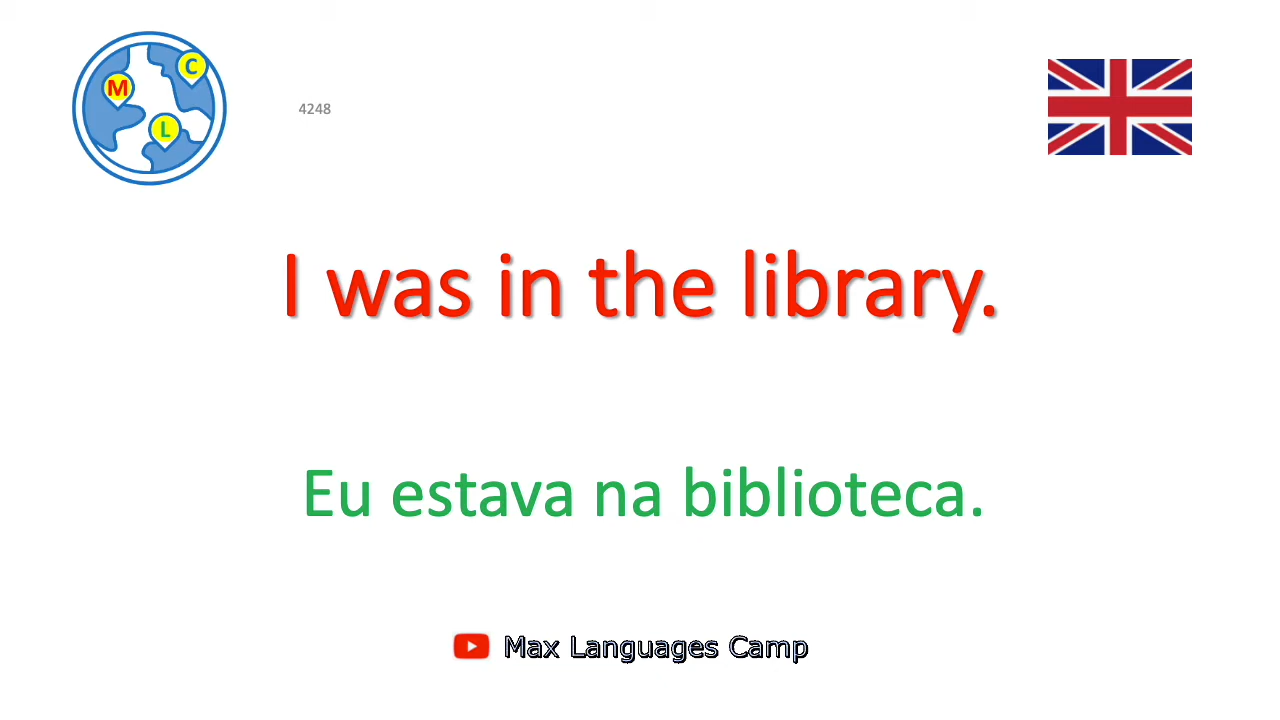 M
C
L
4248
I was in the library.
Eu estava na biblioteca.
Max Languages Camp